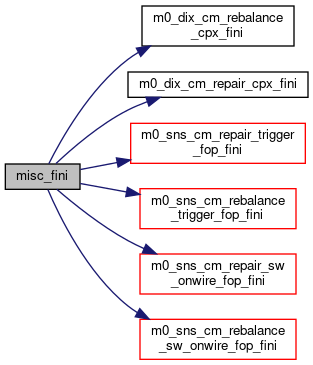 m0_dix_cm_rebalance
_cpx_fini
m0_dix_cm_repair_cpx_fini
m0_sns_cm_repair_trigger
_fop_fini
misc_fini
m0_sns_cm_rebalance
_trigger_fop_fini
m0_sns_cm_repair_sw
_onwire_fop_fini
m0_sns_cm_rebalance
_sw_onwire_fop_fini